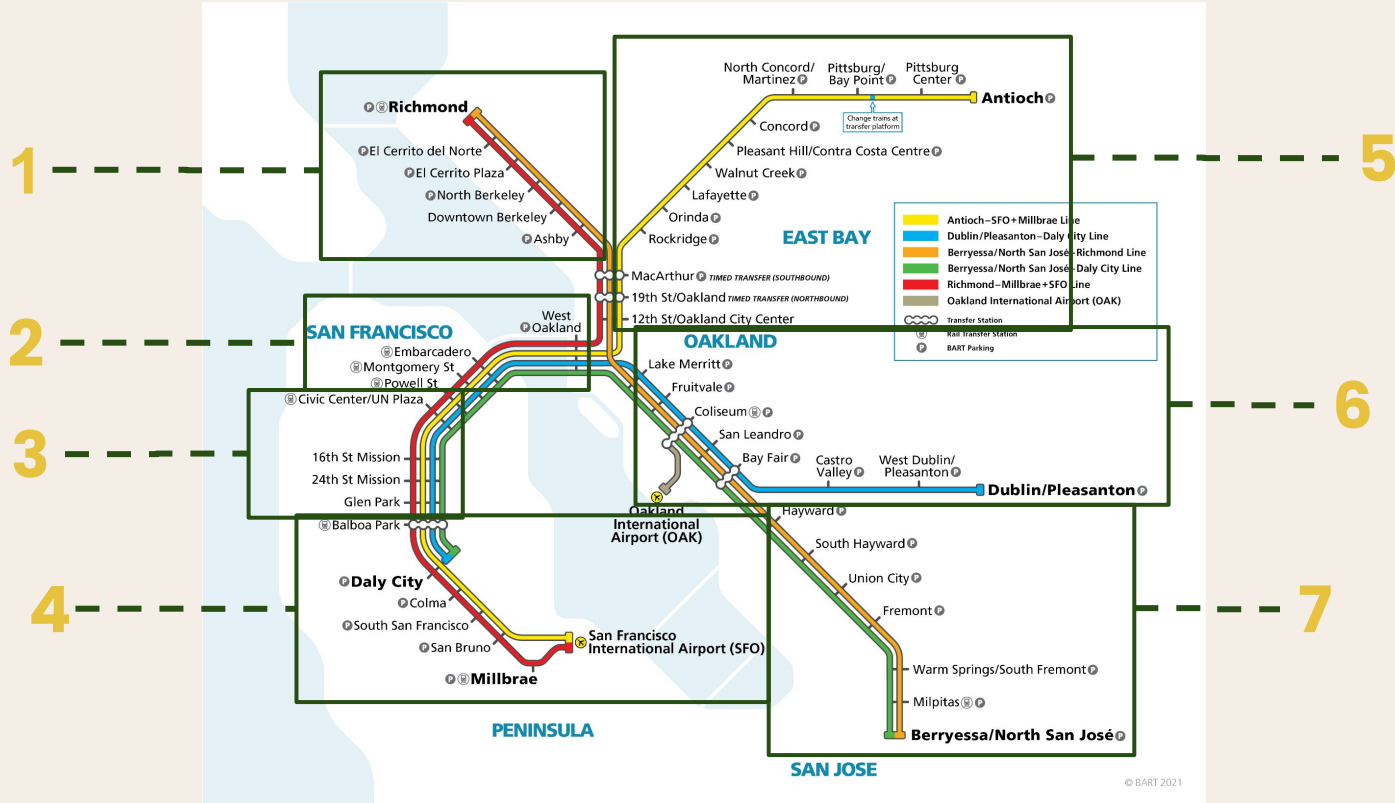 1
2
3
4
5
6
7
Richmond
El Cerrito del Norte
El Cerrito Plaza
North Berkeley
Downtown Berkeley
Ashby
North Concord/
Martinez
Pittsburg/
Bay Point
Pittsburg
Center
Antioch
Change trains at
transfer platform
Concord
Pleasant Hill/Contra Costa Centre
Walnut Creek
Lafayette
Orinda
Rockridge
EAST BAY
MacArthur TIMED TRANSFER (SOUTHBOUND)
19th St/Oakland TIMED TRANSFER (NORTHBOUND)
12th St/Oakland City Center
Antioch–SFO+Millbrae Line
Dublin/Pleasanton–Daly City Line
Berryessa/North San José–Richmond Line
Berryessa/North San José–Daly City Line
Richmond–Millbrae+SFO Line
Oakland International Airport (OAK)
Transfer Station
Rail Transfer Station
P BART Parking
SAN FRANCISCO
West
Oakland
Embarcadero
Montgomery St
Powell St
Civic Center/UN Plaza
16th St Mission
24th St Mission
Glen Park
Balboa Park
OAKLAND
Lake Merritt
Fruitvale
Coliseum
San Leandro
Bay Fair
Castro
Valley
West Dublin/
Pleasanton
Dublin/Pleasanton
Oakland
International
Airport (OAK)
Daly City
Colma
South San Francisco
San Bruno
Millbrae
San Francisco
International Airport (SFO)
PENINSULA
Hayward
South Hayward
Union City
Fremont
Warm Springs/South Fremont
Milpitas
Berryessa/North San José
SAN JOSE
© BART 2021